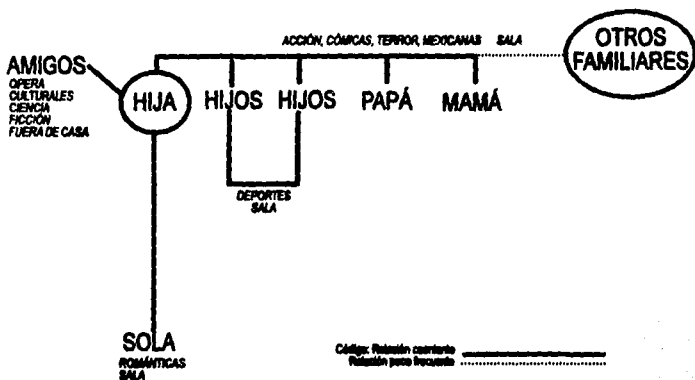 ACCIÓN, CÓMICAS, TERROR, MEXICANAS SALA
OTROS
FAMILIARES
AMIGOS
OPERA
CULTURALES
CIENCIA
FICCIÓN
FUERA DE CASA
HIJA HIJOS HIJOS PAPÁ MAMÁ
DEPORTES
SALA
SOLA
ROMÁNTICAS
SALA
Código: Relación constante
Relación poco frecuente